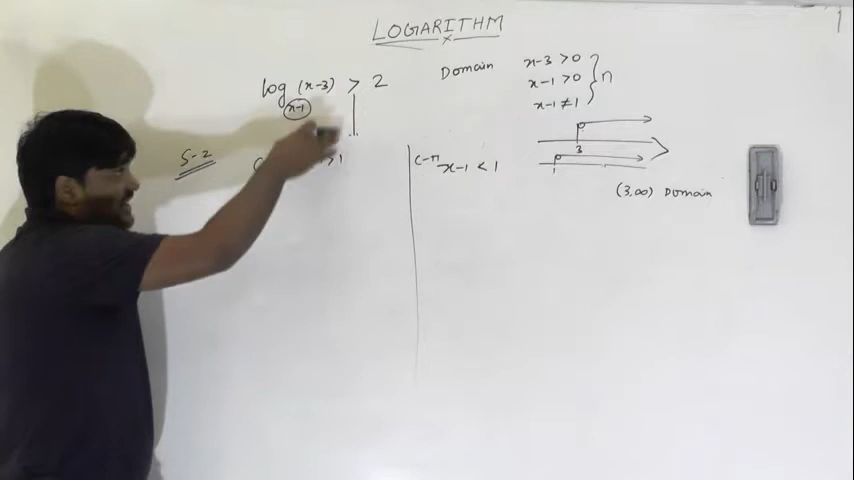 LOGARITHM
x
log (x-3) > 2
x-1
Domain
x-3 > 0
x-1 > 0
x-1 ≠ 1
n
3
1
(3,∞) Domain
S-2
> 1
C-II x-1 < 1